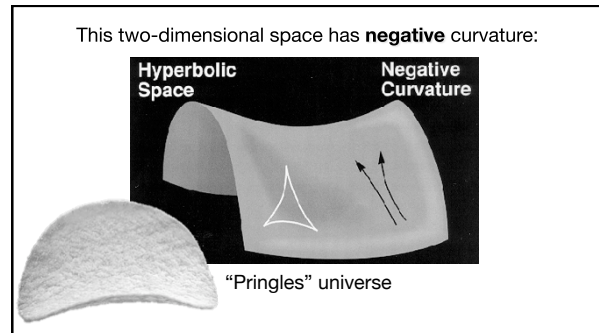 This two-dimensional space has negative curvature:
Hyperbolic
Space
Negative
Curvature
“Pringles” universe